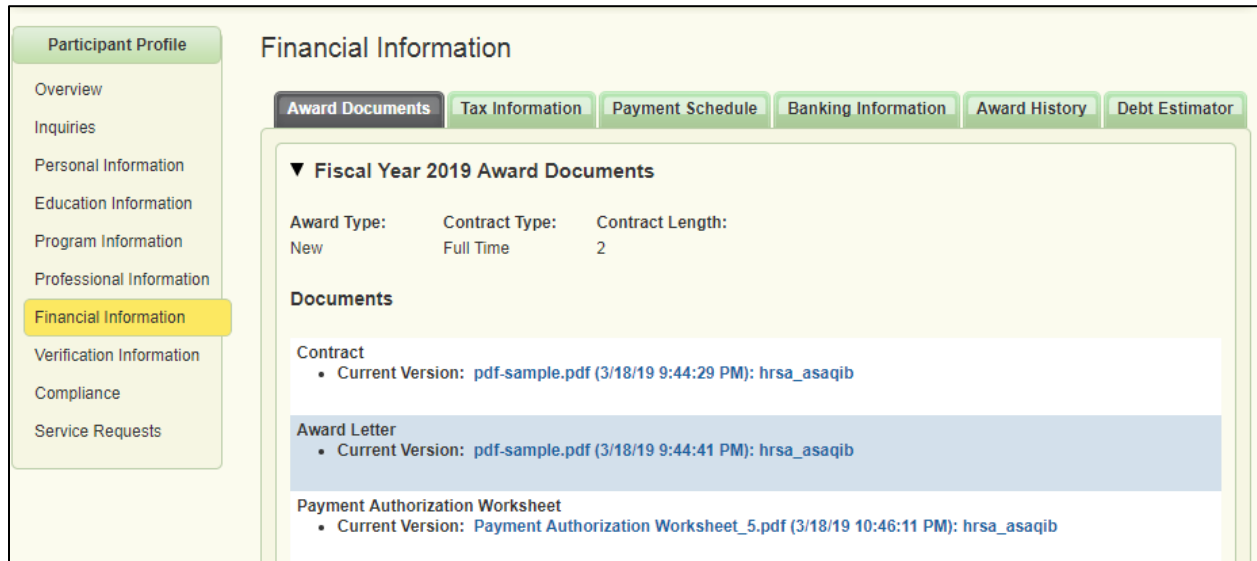 Participant Profile
Overview
Inquiries
Personal Information
Education Information
Program Information
Professional Information
Financial Information
Verification Information
Compliance
Service Requests
Financial Information
Award Documents Tax Information Payment Schedule Banking Information Award History Debt Estimator
▼ Fiscal Year 2019 Award Documents
Award Type: Contract Type: Contract Length:
New Full Time 2
Documents
Contract
• Current Version: pdf-sample.pdf (3/18/19 9:44:29 PM): hrsa_asaqib
Award Letter
• Current Version: pdf-sample.pdf (3/18/19 9:44:41 PM): hrsa_asaqib
Payment Authorization Worksheet
• Current Version: Payment Authorization Worksheet_5.pdf (3/18/19 10:46:11 PM): hrsa_asaqib